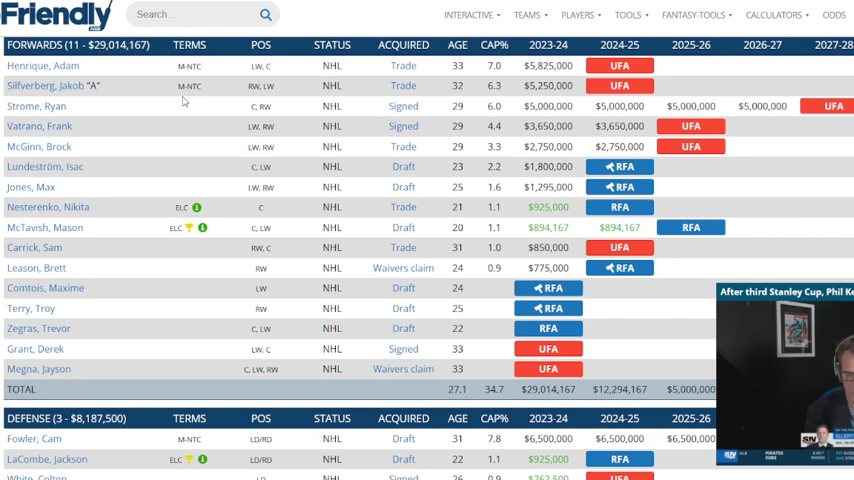 Friendly Search... INTERACTIVE TEAMS PLAYERS TOOLS FANTASY-TOOLS CALCULATORS ODDS
FORWARDS (11 - $29,014,167) TERMS POS STATUS ACQUIRED AGE CAP% 2023-24 2024-25 2025-26 2026-27 2027-28
Henrique, Adam M-NTC LW, C NHL Trade 33 7.0 $5,825,000 UFA
Silfverberg, Jakob "A" M-NTC RW, LW NHL Trade 32 6.3 $5,250,000 UFA
Strome, Ryan C, RW NHL Signed 29 6.0 $5,000,000 $5,000,000 $5,000,000 $5,000,000 UFA
Vatrano, Frank LW, RW NHL Signed 29 4.4 $3,650,000 $3,650,000 UFA
McGinn, Brock LW, RW NHL Trade 29 3.3 $2,750,000 $2,750,000 UFA
Lundeström, Isac C, LW NHL Draft 23 2.2 $1,800,000 RFA
Jones, Max LW, RW NHL Draft 25 1.6 $1,295,000 RFA
Nesterenko, Nikita ELC C NHL Trade 21 1.1 $925,000 RFA
McTavish, Mason ELC C, LW NHL Draft 20 1.1 $894,167 $894,167 RFA
Carrick, Sam RW, C NHL Trade 31 1.0 $850,000 UFA
Leason, Brett RW NHL Waivers claim 24 0.9 $775,000 RFA
Comtois, Maxime LW NHL Draft 24 RFA
Terry, Troy RW NHL Draft 25 RFA
Zegras, Trevor C, LW NHL Draft 22 RFA
Grant, Derek LW, C NHL Signed 33 UFA
Megna, Jayson C, LW, RW NHL Waivers claim 33 UFA
TOTAL 27.1 34.7 $29,014,167 $12,294,167 $5,000,000
DEFENSE (3 - $8,187,500) TERMS POS STATUS ACQUIRED AGE CAP% 2023-24 2024-25 2025-26
Fowler, Cam M-NTC LD/RD NHL Draft 31 7.8 $6,500,000 $6,500,000 $6,500,000
LaCombe, Jackson ELC LD/RD NHL Draft 22 1.1 $925,000 RFA
White, Colton LD NHL Signed 26 0.9 $762,500 UFA
After third Stanley Cup, Phil Ke
SN
ELLIOTT
SN
PIRATES
CUBS